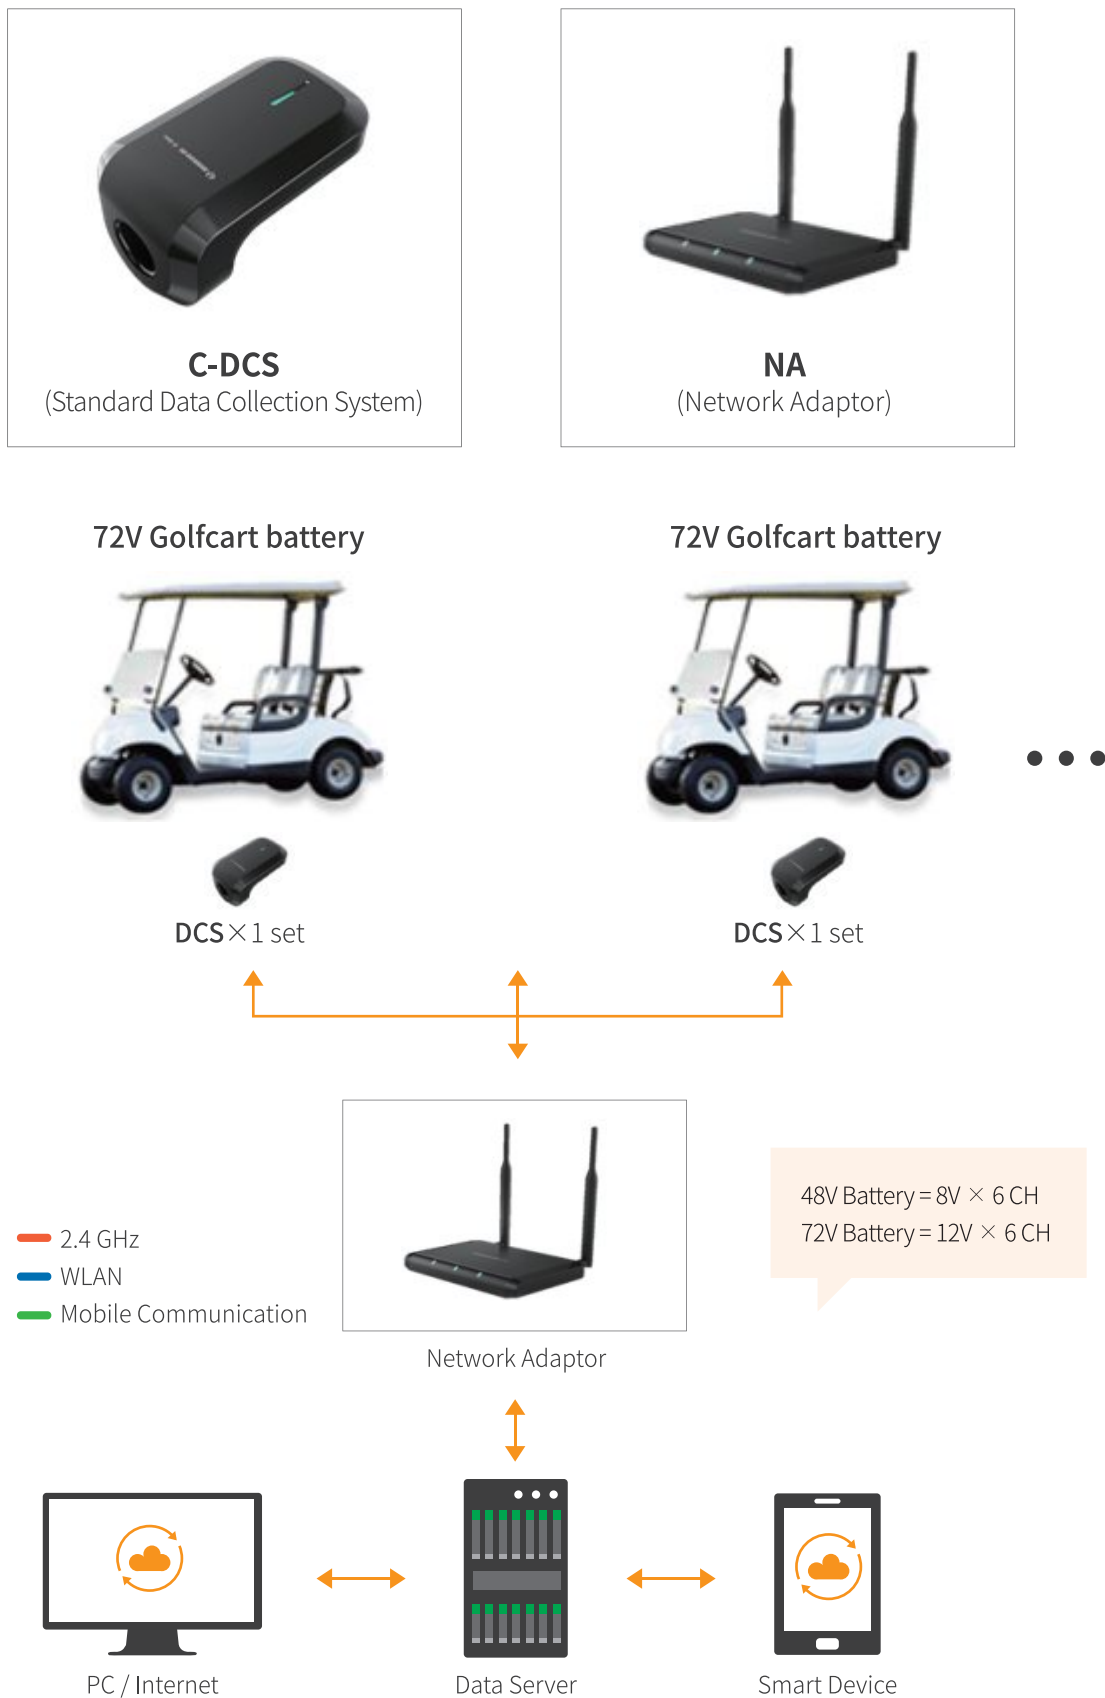 C-DCS
(Standard Data Collection System)
NA
(Network Adaptor)
72V Golfcart battery
72V Golfcart battery
DCS×1 set
DCS×1 set
48V Battery = 8V × 6 CH
72V Battery = 12V × 6 CH
2.4 GHz
WLAN
Mobile Communication
Network Adaptor
PC / Internet
Data Server
Smart Device